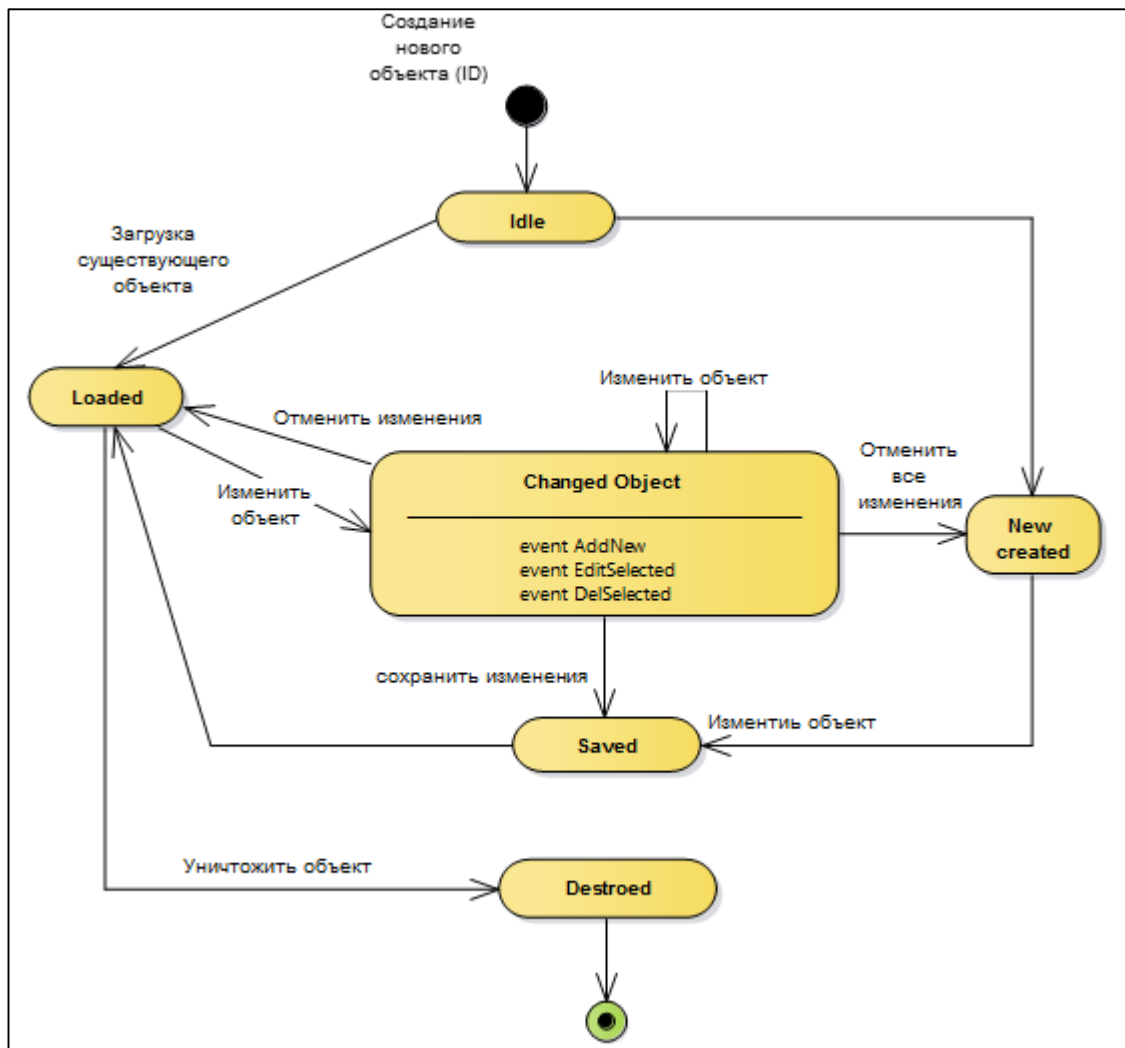 Создание
нового
объекта (ID)
Idle
Загрузка
существующего
объекта
Loaded
Изменить объект
Отменить изменения
Отменить
все
изменения
Изменить
объект
Changed Object
event AddNew
event EditSelected
event DelSelected
New
created
сохранить изменения
Изментиь объект
Saved
Уничтожить объект
Destroed